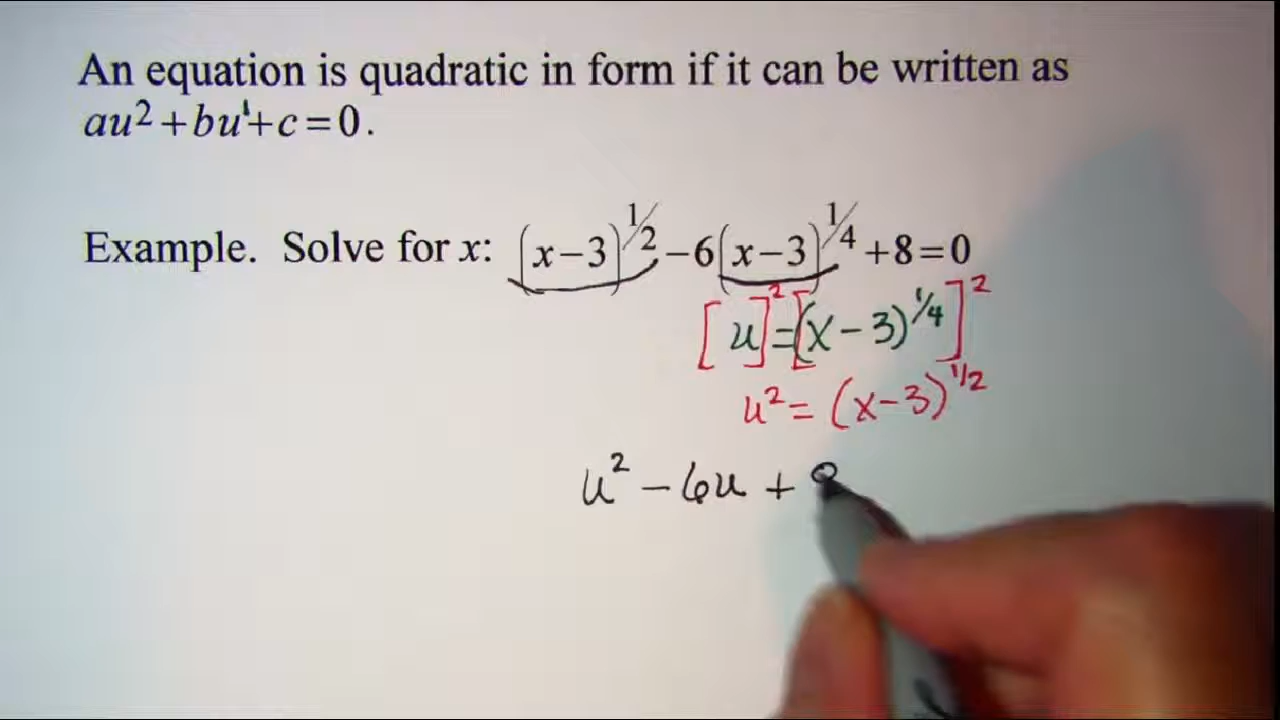 An equation is quadratic in form if it can be written as
au²+bu¹+c=0.
Example. Solve for x: (x−3)^1/2−6(x−3)^1/4+8=0
[u]²=[(x−3)^1/4]²
u²=(x−3)^1/2
u²−6u+